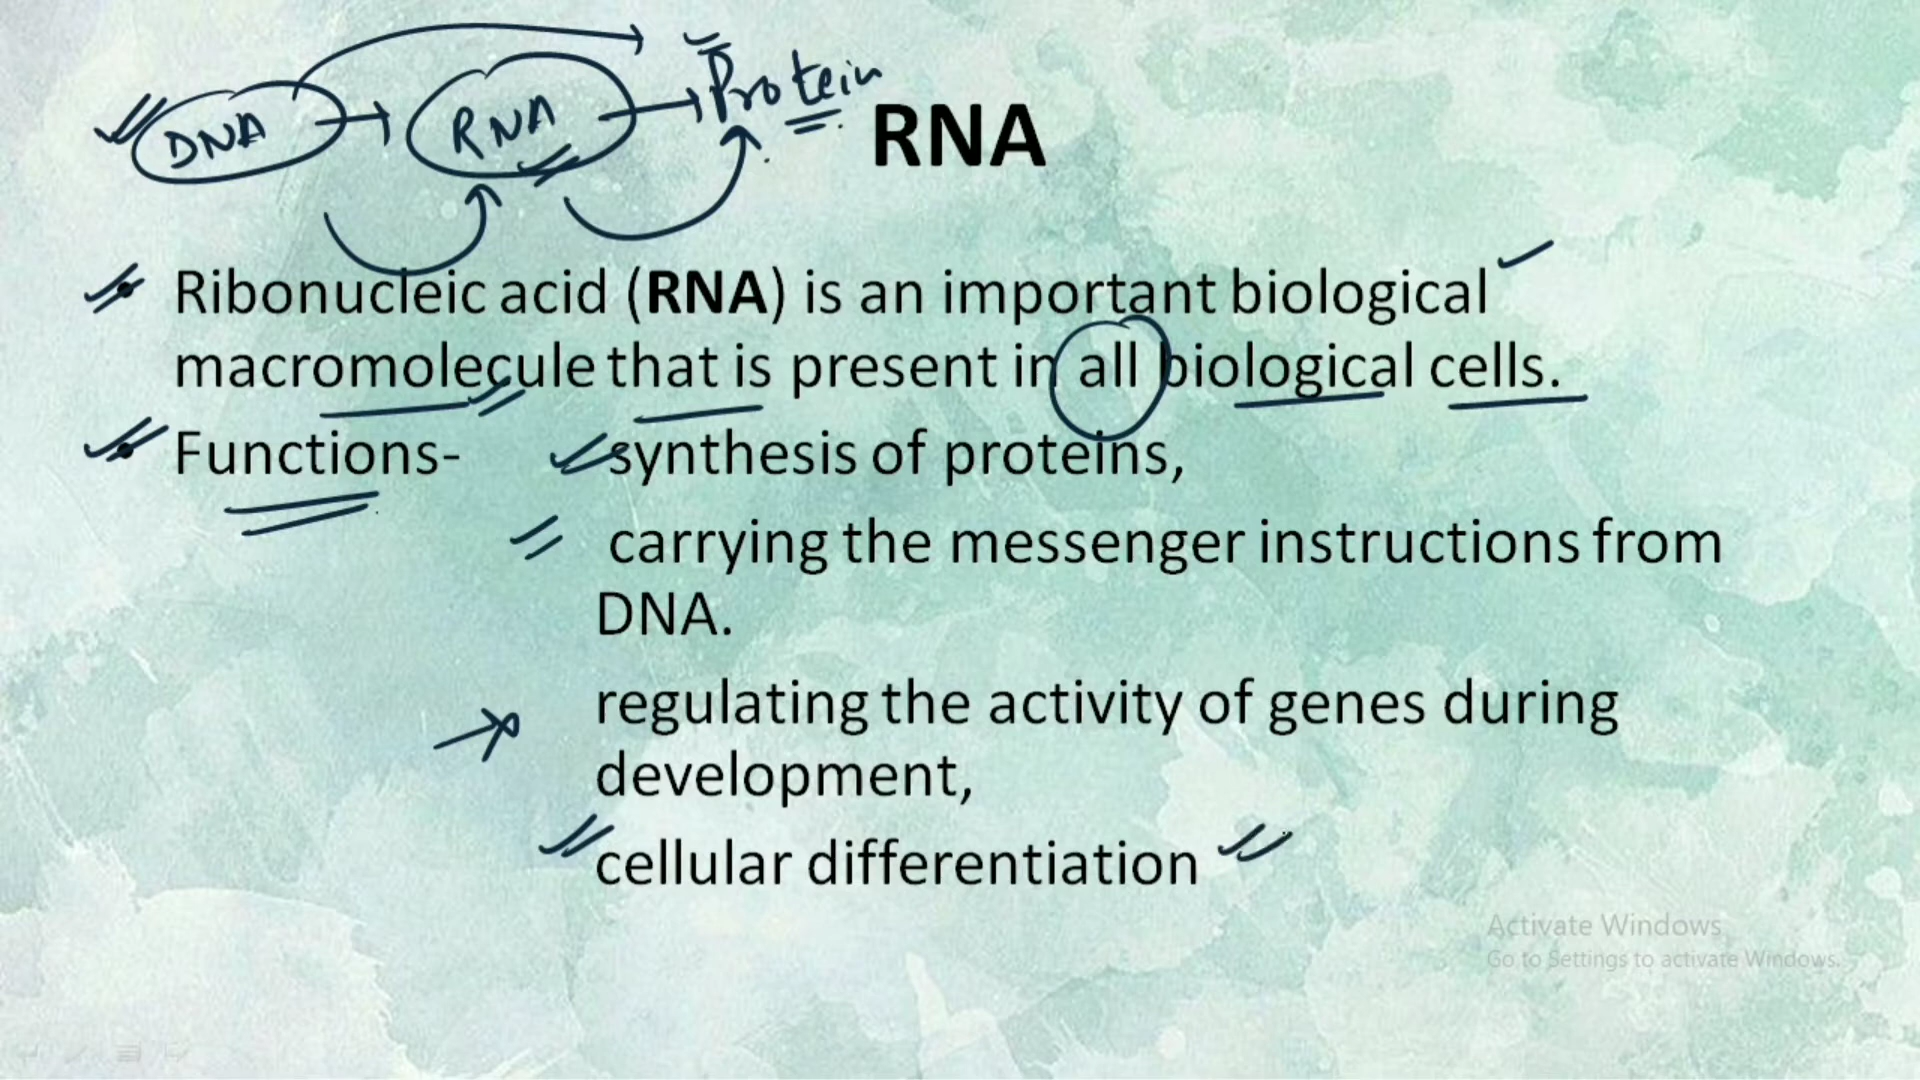 DNA → RNA → Protein
RNA
• Ribonucleic acid (RNA) is an important biological
macromolecule that is present in all biological cells.
• Functions- synthesis of proteins,
carrying the messenger instructions from
DNA.
regulating the activity of genes during
development,
cellular differentiation
Activate Windows
Go to Settings to activate Windows.